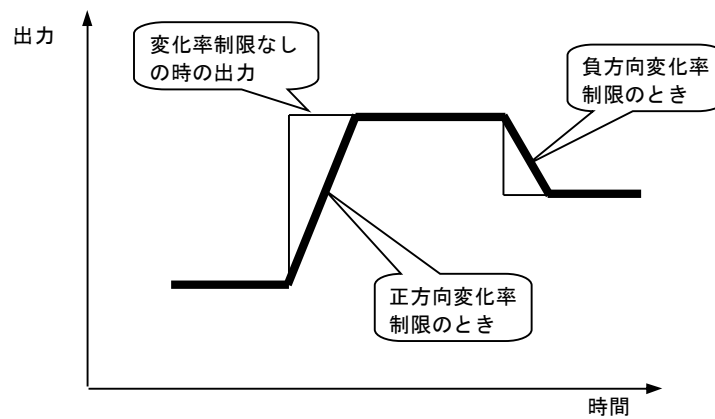 出力
変化率制限なし
の時の出力
負方向変化率
制限のとき
正方向変化率
制限のとき
時間